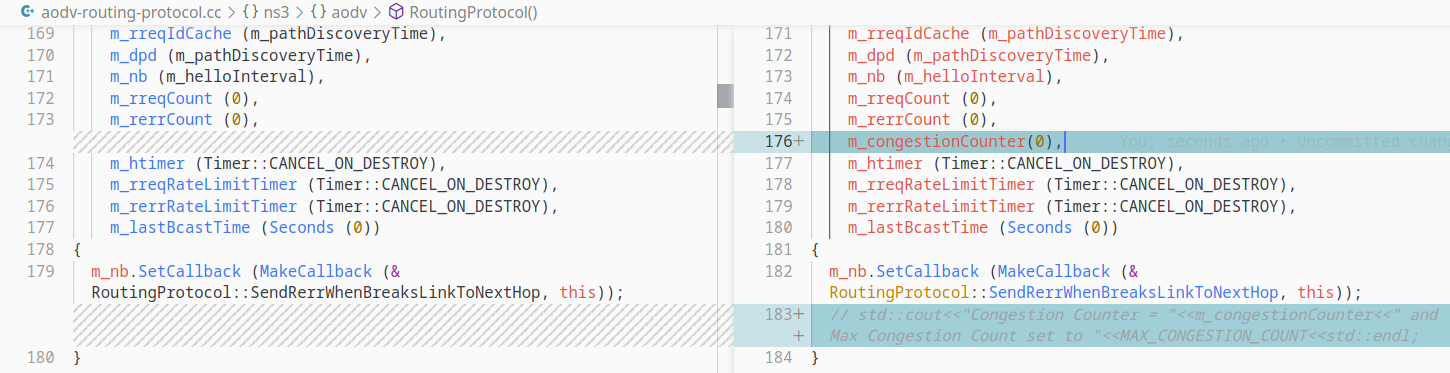 aodv-routing-protocol.cc > {} ns3 > {} aodv > RoutingProtocol()
169 m_rreqIdCache (m_pathDiscoveryTime),
170 m_dpd (m_pathDiscoveryTime),
171 m_nb (m_helloInterval),
172 m_rreqCount (0),
173 m_rerrCount (0),
174 m_htimer (Timer::CANCEL_ON_DESTROY),
175 m_rreqRateLimitTimer (Timer::CANCEL_ON_DESTROY),
176 m_rerrRateLimitTimer (Timer::CANCEL_ON_DESTROY),
177 m_lastBcastTime (Seconds (0))
178 {
179 m_nb.SetCallback (MakeCallback (&
RoutingProtocol::SendRerrWhenBreaksLinkToNextHop, this));
180 }
171 m_rreqIdCache (m_pathDiscoveryTime),
172 m_dpd (m_pathDiscoveryTime),
173 m_nb (m_helloInterval),
174 m_rreqCount (0),
175 m_rerrCount (0),
176+ m_congestionCounter(0), You, seconds ago • Uncommitted chan
177 m_htimer (Timer::CANCEL_ON_DESTROY),
178 m_rreqRateLimitTimer (Timer::CANCEL_ON_DESTROY),
179 m_rerrRateLimitTimer (Timer::CANCEL_ON_DESTROY),
180 m_lastBcastTime (Seconds (0))
181 {
182 m_nb.SetCallback (MakeCallback (&
RoutingProtocol::SendRerrWhenBreaksLinkToNextHop, this));
183+ // std::cout<<"Congestion Counter = "<<m_congestionCounter<<" and
+ Max Congestion Count set to "<<MAX_CONGESTION_COUNT<<std::endl;
184 }